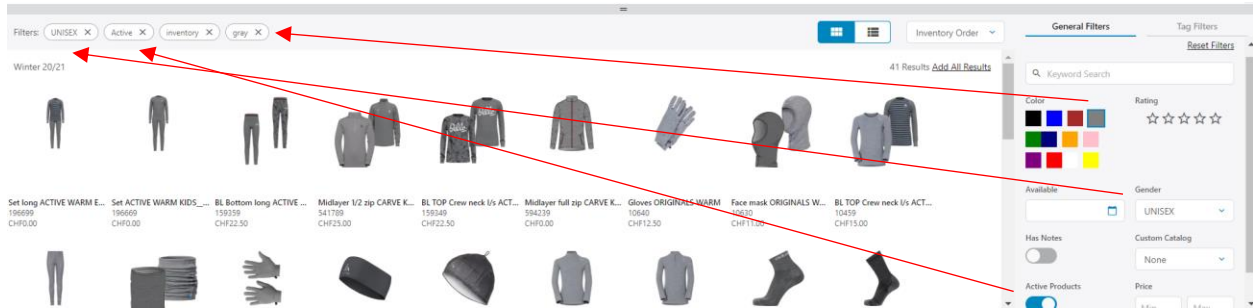 Filters: UNISEX X Active X inventory X gray X
Inventory Order
General Filters Tag Filters
Reset Filters
Winter 20/21
41 Results Add All Results
Keyword Search
Color Rating
Set long ACTIVE WARM E...
196699
CHF0.00
Set ACTIVE WARM KIDS__...
196669
CHF0.00
BL Bottom long ACTIVE ...
159359
CHF22.50
Midlayer 1/2 zip CARVE K...
541789
CHF25.00
BL TOP Crew neck l/s ACT...
159349
CHF22.50
Midlayer full zip CARVE K...
594239
CHF0.00
Gloves ORIGINALS WARM
10640
CHF12.50
Face mask ORIGINALS W...
10630
CHF11.00
BL TOP Crew neck l/s ACT...
10459
CHF15.00
Available Gender
UNISEX
Has Notes Custom Catalog
None
Active Products Price
Min Max